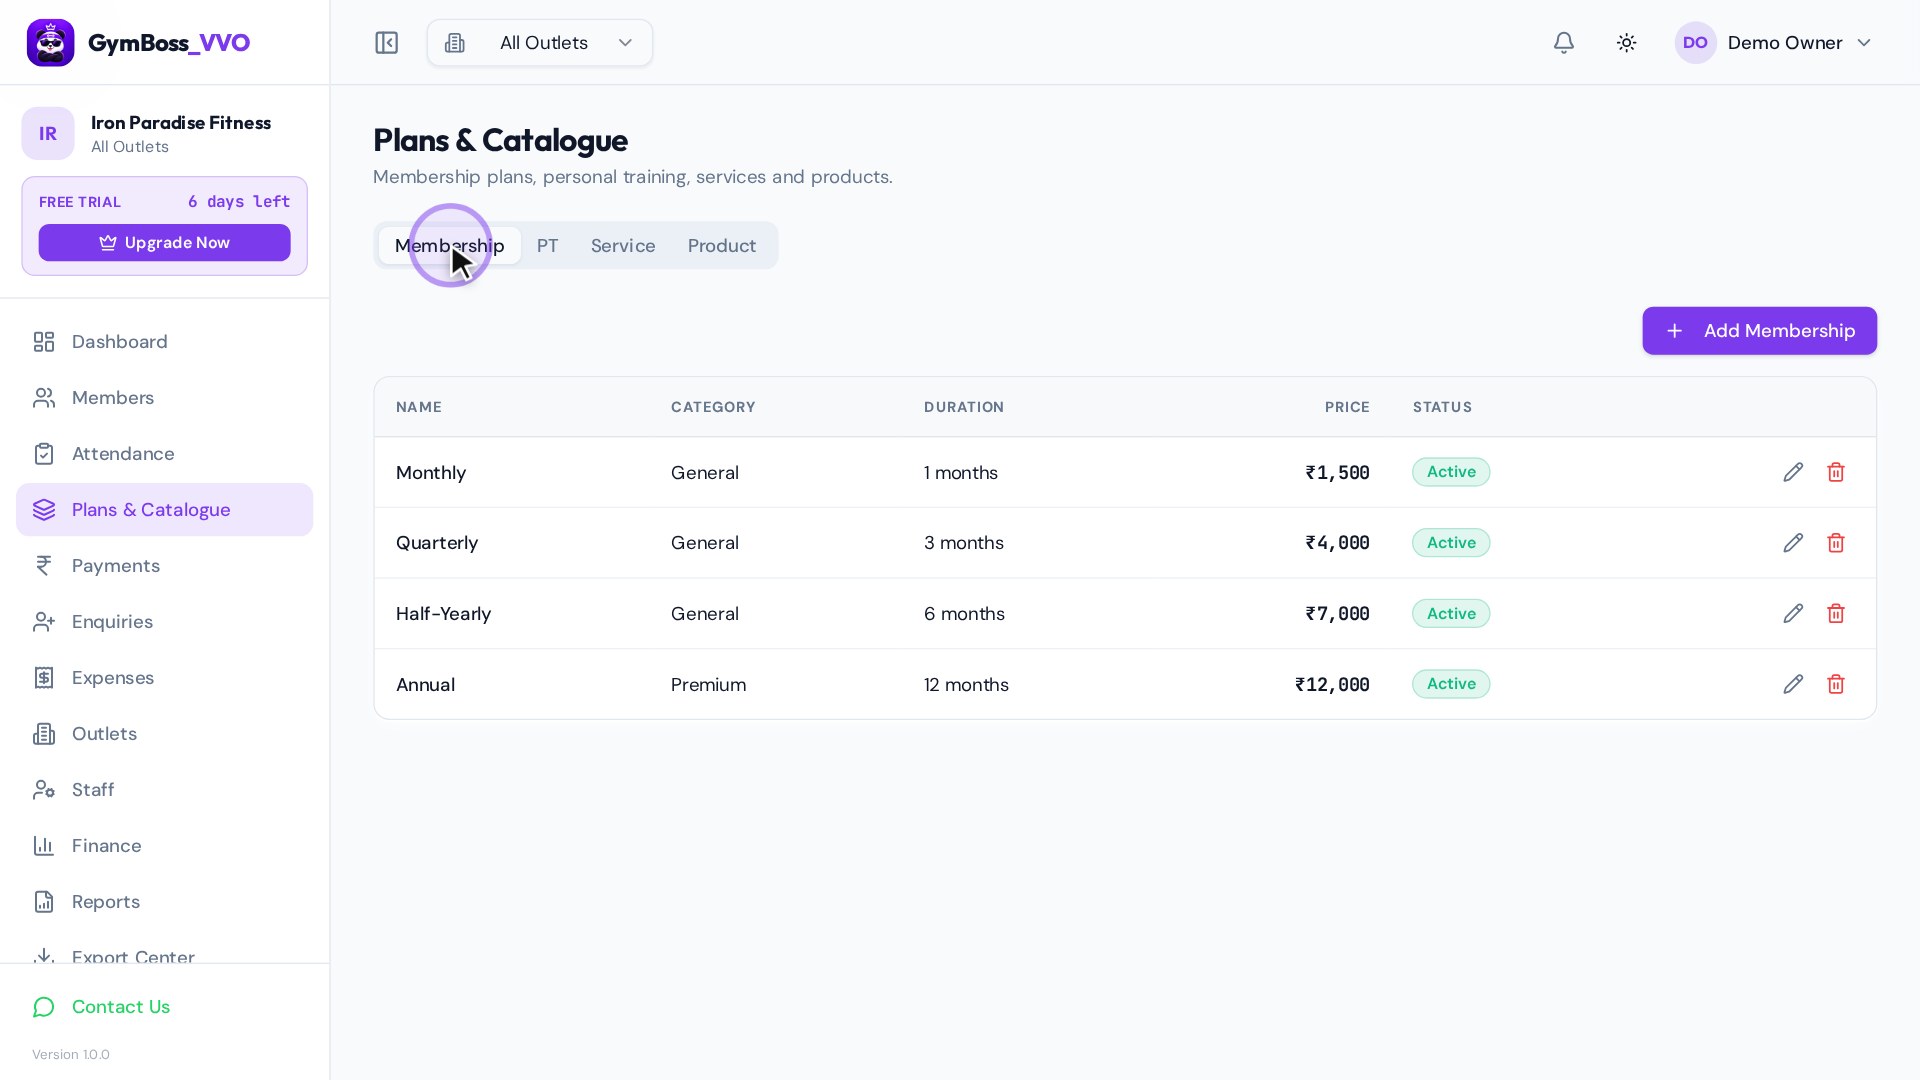 GymBoss_VVO
All Outlets
DO Demo Owner
IR Iron Paradise Fitness
All Outlets
FREE TRIAL 6 days left
Upgrade Now
Dashboard
Members
Attendance
Plans & Catalogue
Payments
Enquiries
Expenses
Outlets
Staff
Finance
Reports
Export Center
Contact Us
Version 1.0.0
Plans & Catalogue
Membership plans, personal training, services and products.
Membership PT Service Product
Add Membership
NAME CATEGORY DURATION PRICE STATUS
Monthly General 1 months ₹1,500 Active
Quarterly General 3 months ₹4,000 Active
Half-Yearly General 6 months ₹7,000 Active
Annual Premium 12 months ₹12,000 Active